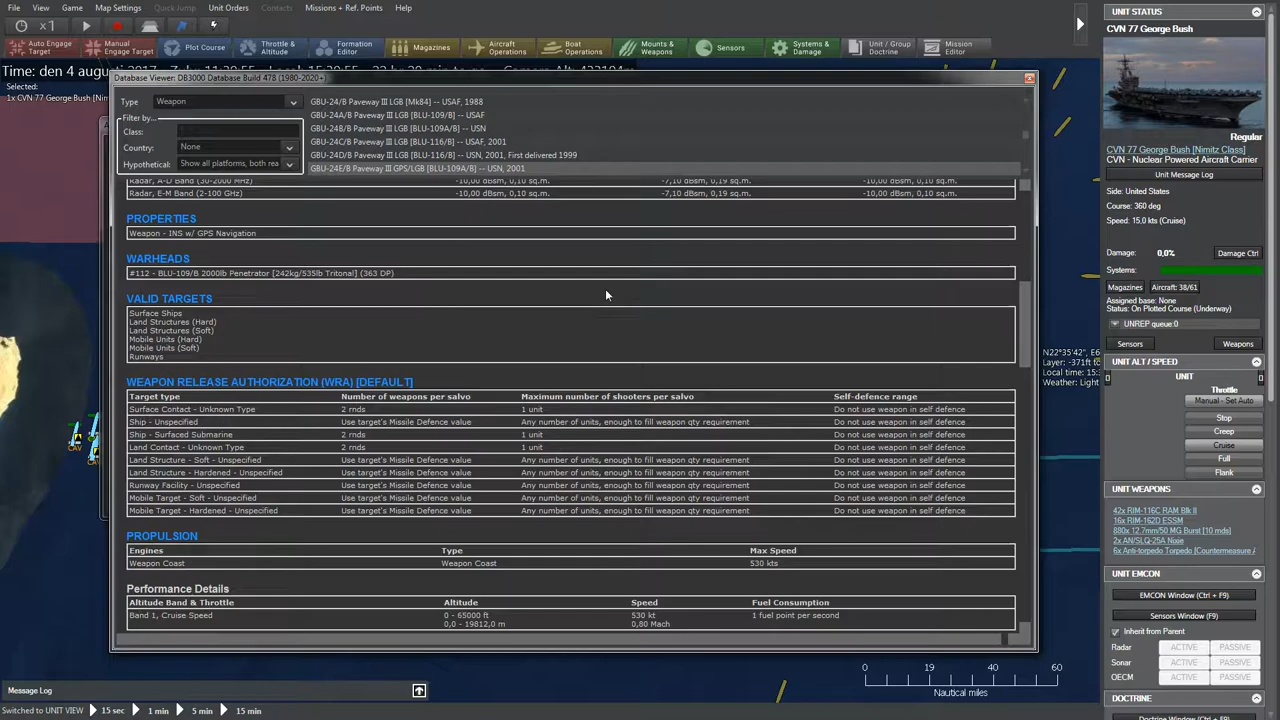 File View Game Map Settings Quick Jump Unit Orders Contacts Missions + Ref. Points Help
×1
Auto Engage Target
Manual Engage Target
Plot Course
Throttle & Altitude
Formation Editor
Magazines
Aircraft Operations
Boat Operations
Mounts & Weapons
Sensors
Systems & Damage
Unit / Group Doctrine
Mission Editor
Selected:
1x CVN 77 George Bush
Database Viewer: DB3000 Database Build 478 (1980-2020+)
Type Weapon
Filter by...
Class:
Country: None
Hypothetical: Show all platforms, both rea
GBU-24/B Paveway III LGB [Mk84] -- USAF, 1988
GBU-24A/B Paveway III LGB [BLU-109/B] -- USAF
GBU-24B/B Paveway III LGB [BLU-109A/B] -- USN
GBU-24C/B Paveway III LGB [BLU-116/B] -- USAF, 2001
GBU-24D/B Paveway III LGB [BLU-116/B] -- USN, 2001, First delivered 1999
GBU-24E/B Paveway III GPS/LGB [BLU-109A/B] -- USN, 2001
Radar, A-D Band (30-2000 MHz) -10,00 dBsm, 0,10 sq.m. -7,10 dBsm, 0,19 sq.m. -10,00 dBsm, 0,10 sq.m.
Radar, E-M Band (2-100 GHz) -10,00 dBsm, 0,10 sq.m. -7,10 dBsm, 0,19 sq.m. -10,00 dBsm, 0,10 sq.m.
PROPERTIES
Weapon - INS w/ GPS Navigation
WARHEADS
#112 - BLU-109/B 2000lb Penetrator [242kg/535lb Tritonal] (363 DP)
VALID TARGETS
Surface Ships
Land Structures (Hard)
Land Structures (Soft)
Mobile Units (Hard)
Mobile Units (Soft)
Runways
WEAPON RELEASE AUTHORIZATION (WRA) [DEFAULT]
Target type Number of weapons per salvo Maximum number of shooters per salvo Self-defence range
Surface Contact - Unknown Type 2 rnds 1 unit Do not use weapon in self defence
Ship - Unspecified Use target's Missile Defence value Any number of units, enough to fill weapon qty requirement Do not use weapon in self defence
Ship - Surfaced Submarine 2 rnds 1 unit Do not use weapon in self defence
Land Contact - Unknown Type 2 rnds 1 unit Do not use weapon in self defence
Land Structure - Soft - Unspecified Use target's Missile Defence value Any number of units, enough to fill weapon qty requirement Do not use weapon in self defence
Land Structure - Hardened - Unspecified Use target's Missile Defence value Any number of units, enough to fill weapon qty requirement Do not use weapon in self defence
Runway Facility - Unspecified Use target's Missile Defence value Any number of units, enough to fill weapon qty requirement Do not use weapon in self defence
Mobile Target - Soft - Unspecified Use target's Missile Defence value Any number of units, enough to fill weapon qty requirement Do not use weapon in self defence
Mobile Target - Hardened - Unspecified Use target's Missile Defence value Any number of units, enough to fill weapon qty requirement Do not use weapon in self defence
PROPULSION
Engines Type Max Speed
Weapon Coast Weapon Coast 530 kts
Performance Details
Altitude Band & Throttle Altitude Speed Fuel Consumption
Band 1, Cruise Speed 0 - 65000 ft 530 kt 1 fuel point per second
0,0 - 19812,0 m 0,80 Mach
CAV
N22°35'42", E6
Layer: -371ft f
Local time: 15:3
Weather: Light
0 19 40 60
Nautical miles
Message Log
Switched to UNIT VIEW 15 sec 1 min 5 min 15 min
UNIT STATUS
CVN 77 George Bush
Regular
CVN 77 George Bush [Nimitz Class]
CVN - Nuclear Powered Aircraft Carrier
Unit Message Log
Side: United States
Course: 360 deg
Speed: 15,0 kts (Cruise)
Damage: 0,0% Damage Ctrl
Systems:
Magazines Aircraft: 38/61
Assigned base: None
Status: On Plotted Course (Underway)
UNREP queue:0
Sensors Weapons
UNIT ALT / SPEED
UNIT
Throttle
Manual - Set Auto
Stop
Creep
Cruise
Full
Flank
UNIT WEAPONS
42x RIM-116C RAM Blk II
16x RIM-162D ESSM
880x 12.7mm/50 MG Burst [10 rnds]
2x AN/SLQ-25A Nixie
6x Anti-torpedo Torpedo [Countermeasure A
UNIT EMCON
EMCON Window (Ctrl + F9)
Sensors Window (F9)
Inherit from Parent
Radar ACTIVE PASSIVE
Sonar ACTIVE PASSIVE
OECM ACTIVE PASSIVE
DOCTRINE